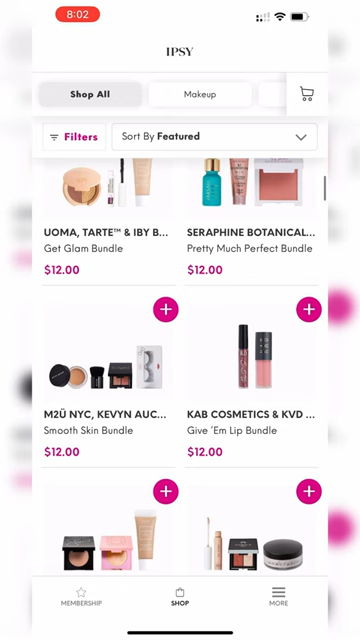 8:02
IPSY
Shop All
Makeup
Filters
Sort By Featured
UOMA, TARTE™ & IBY B...
Get Glam Bundle
$12.00
SERAPHINE BOTANICAL...
Pretty Much Perfect Bundle
$12.00
M2Ü NYC, KEVYN AUC...
Smooth Skin Bundle
$12.00
KAB COSMETICS & KVD ...
Give ‘Em Lip Bundle
$12.00
MEMBERSHIP
SHOP
MORE